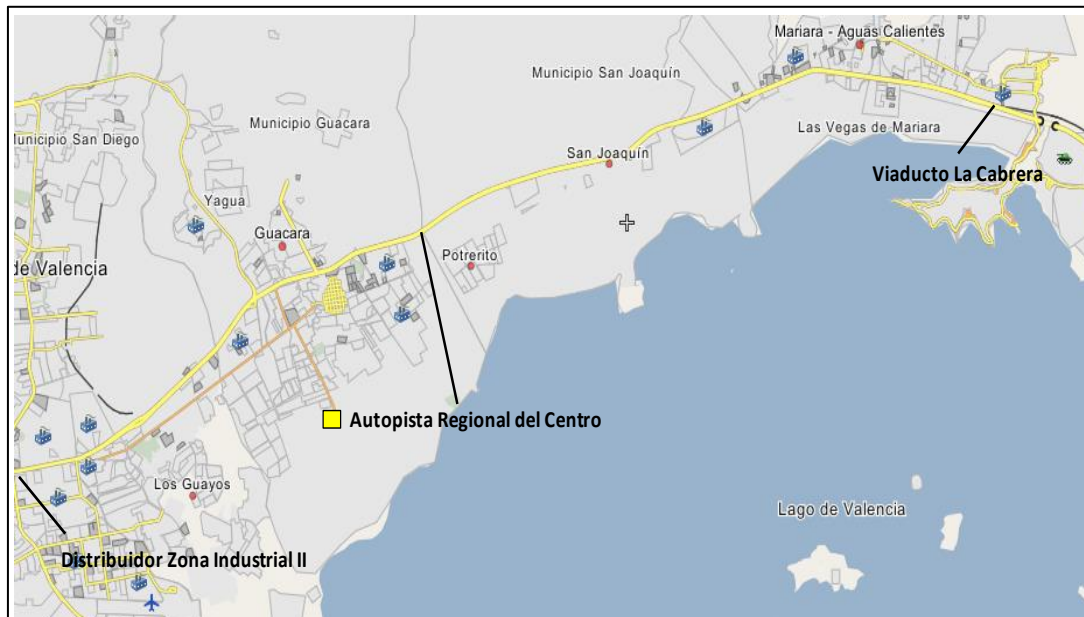 Mariara - Aguas Calientes
Municipio San Joaquín
Municipio Guacara
Municipio San Diego
Las Vegas de Mariara
San Joaquín
Viaducto La Cabrera
Yagua
Guacara
Potrerito
de Valencia
Autopista Regional del Centro
Los Guayos
Lago de Valencia
Distribuidor Zona Industrial II